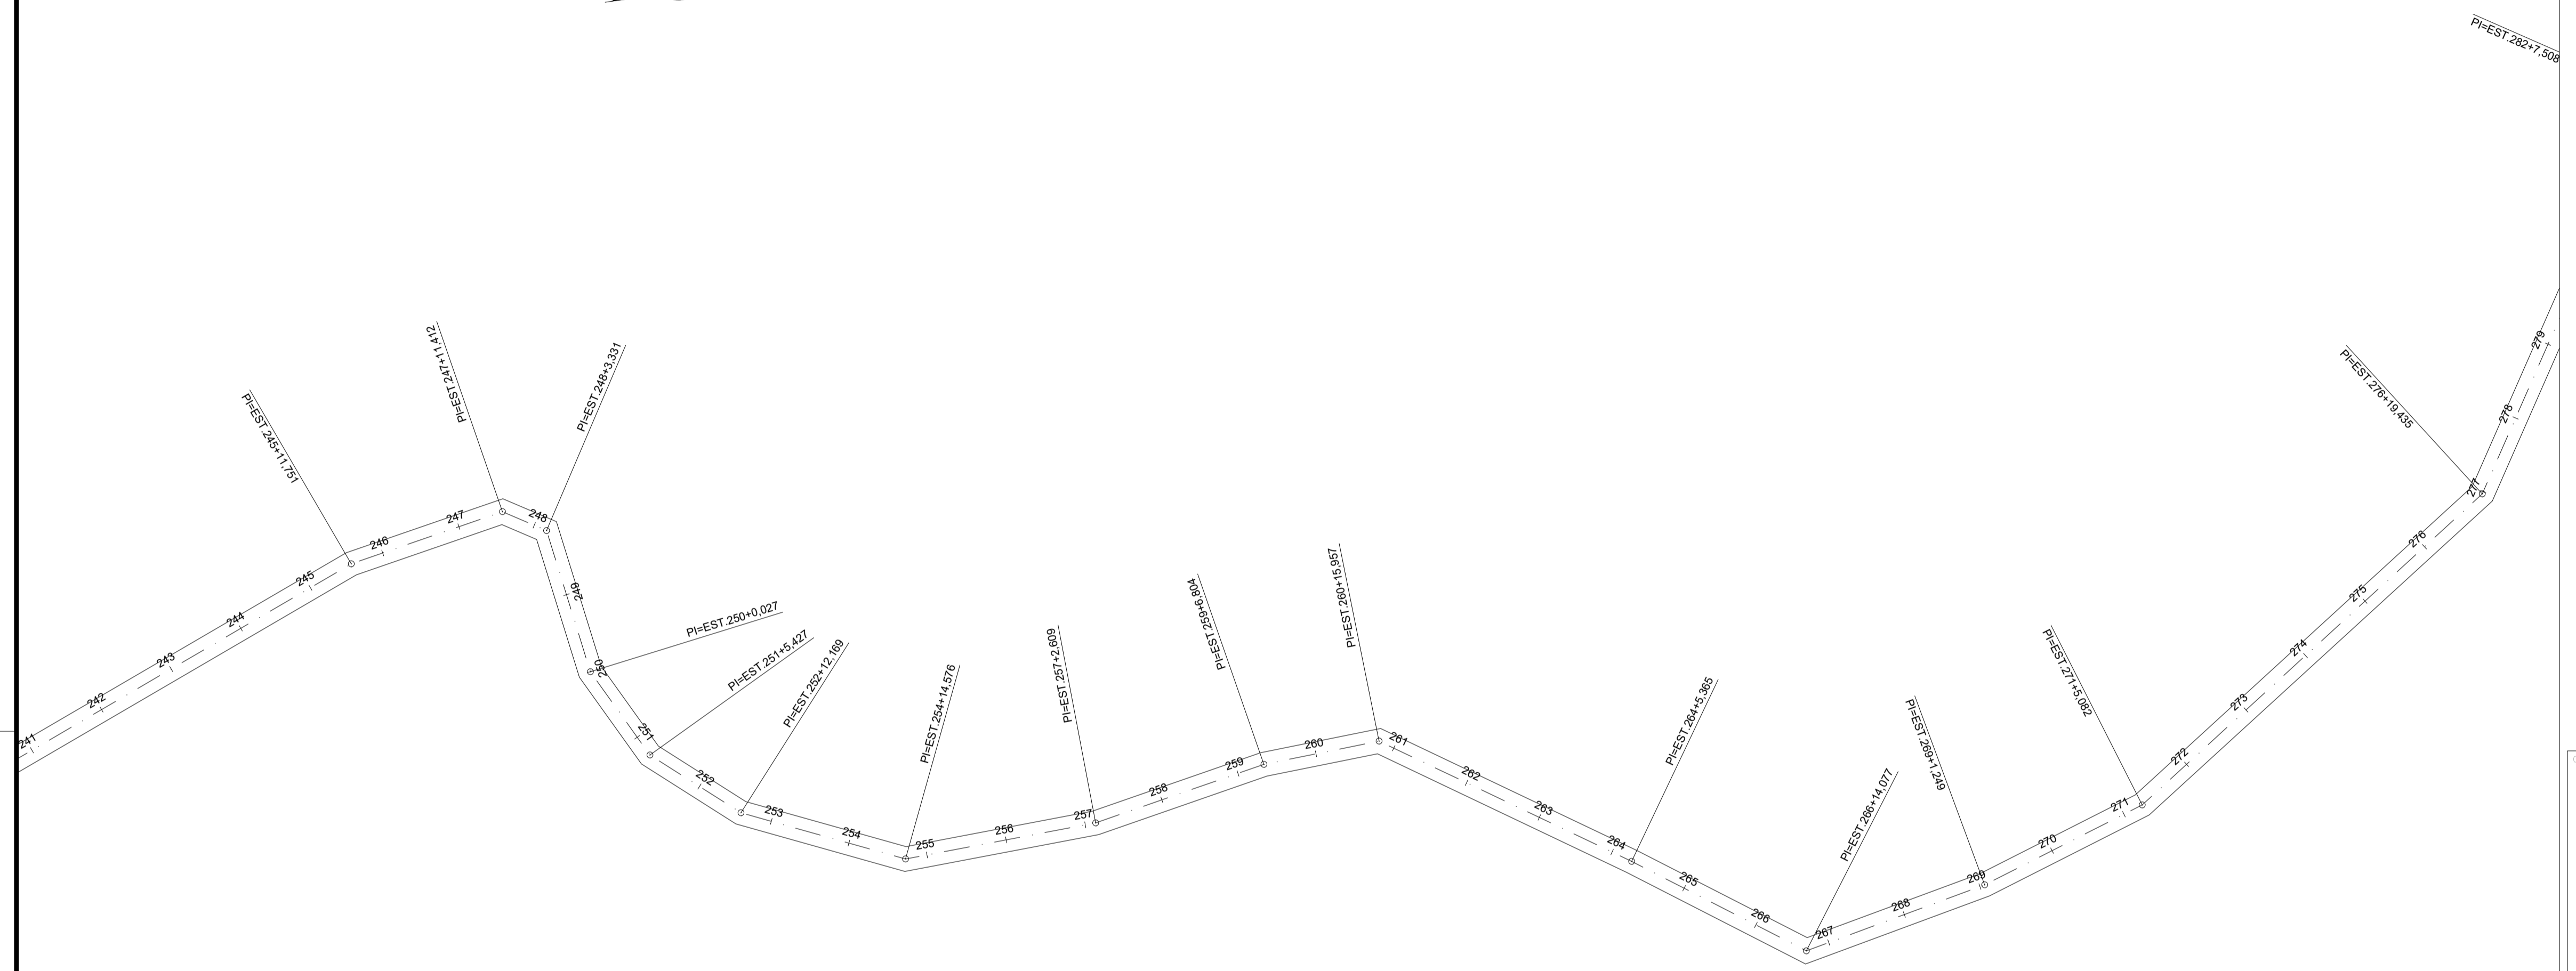 PI=EST.282+7,508
241
242
243
244
245
PI=EST.245+11,751
246
247
PI=EST.247+11,412
248
PI=EST.248+3,331
249
250
PI=EST.250+0,027
251
PI=EST.251+5,427
252
PI=EST.252+12,169
253
254
PI=EST.254+14,576
255
256
257
PI=EST.257+2,609
258
259
PI=EST.259+6,804
260
PI=EST.260+15,957
261
262
263
264
PI=EST.264+5,365
265
266
PI=EST.266+14,077
267
268
269
PI=EST.269+1,249
270
271
PI=EST.271+5,082
272
273
274
275
276
PI=EST.276+19,435
277
278
279